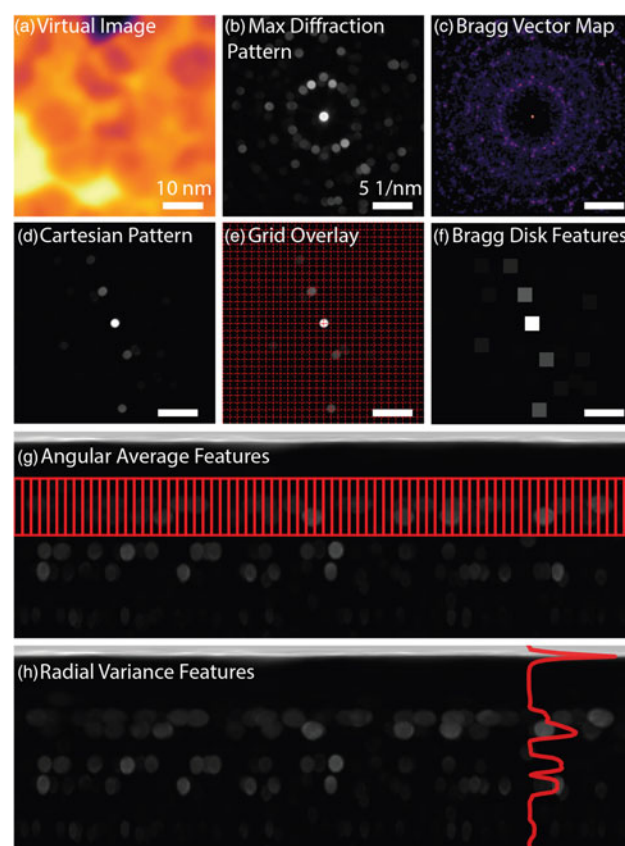 (a) Virtual Image
(b) Max Diffraction
Pattern
(c) Bragg Vector Map
10 nm
5 1/nm
(d) Cartesian Pattern
(e) Grid Overlay
(f) Bragg Disk Features
(g) Angular Average Features
(h) Radial Variance Features